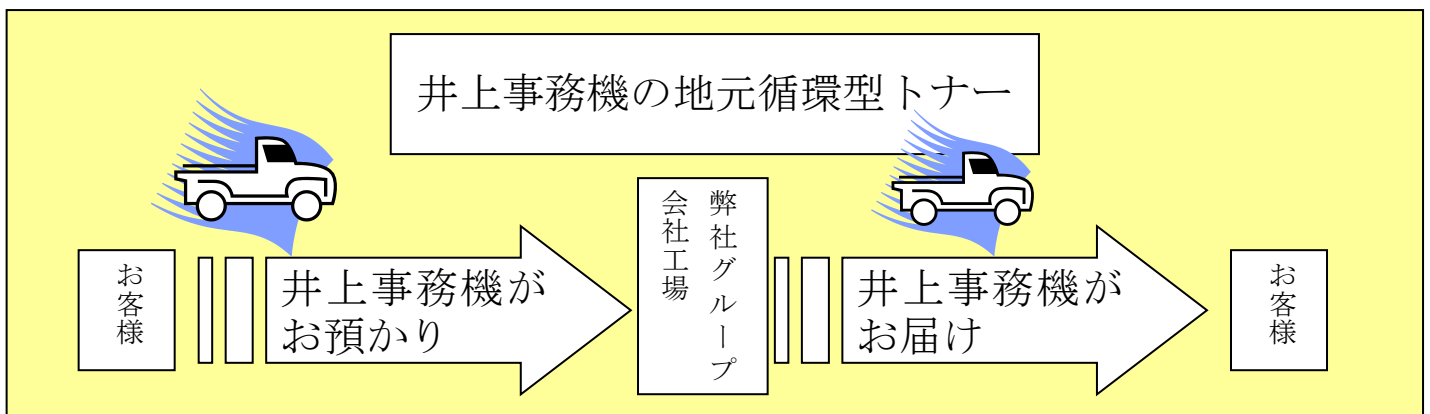 井上事務機の地元循環型トナー
お客様
井上事務機が
お預かり
弊社グループ
会社工場
井上事務機が
お届け
お客様